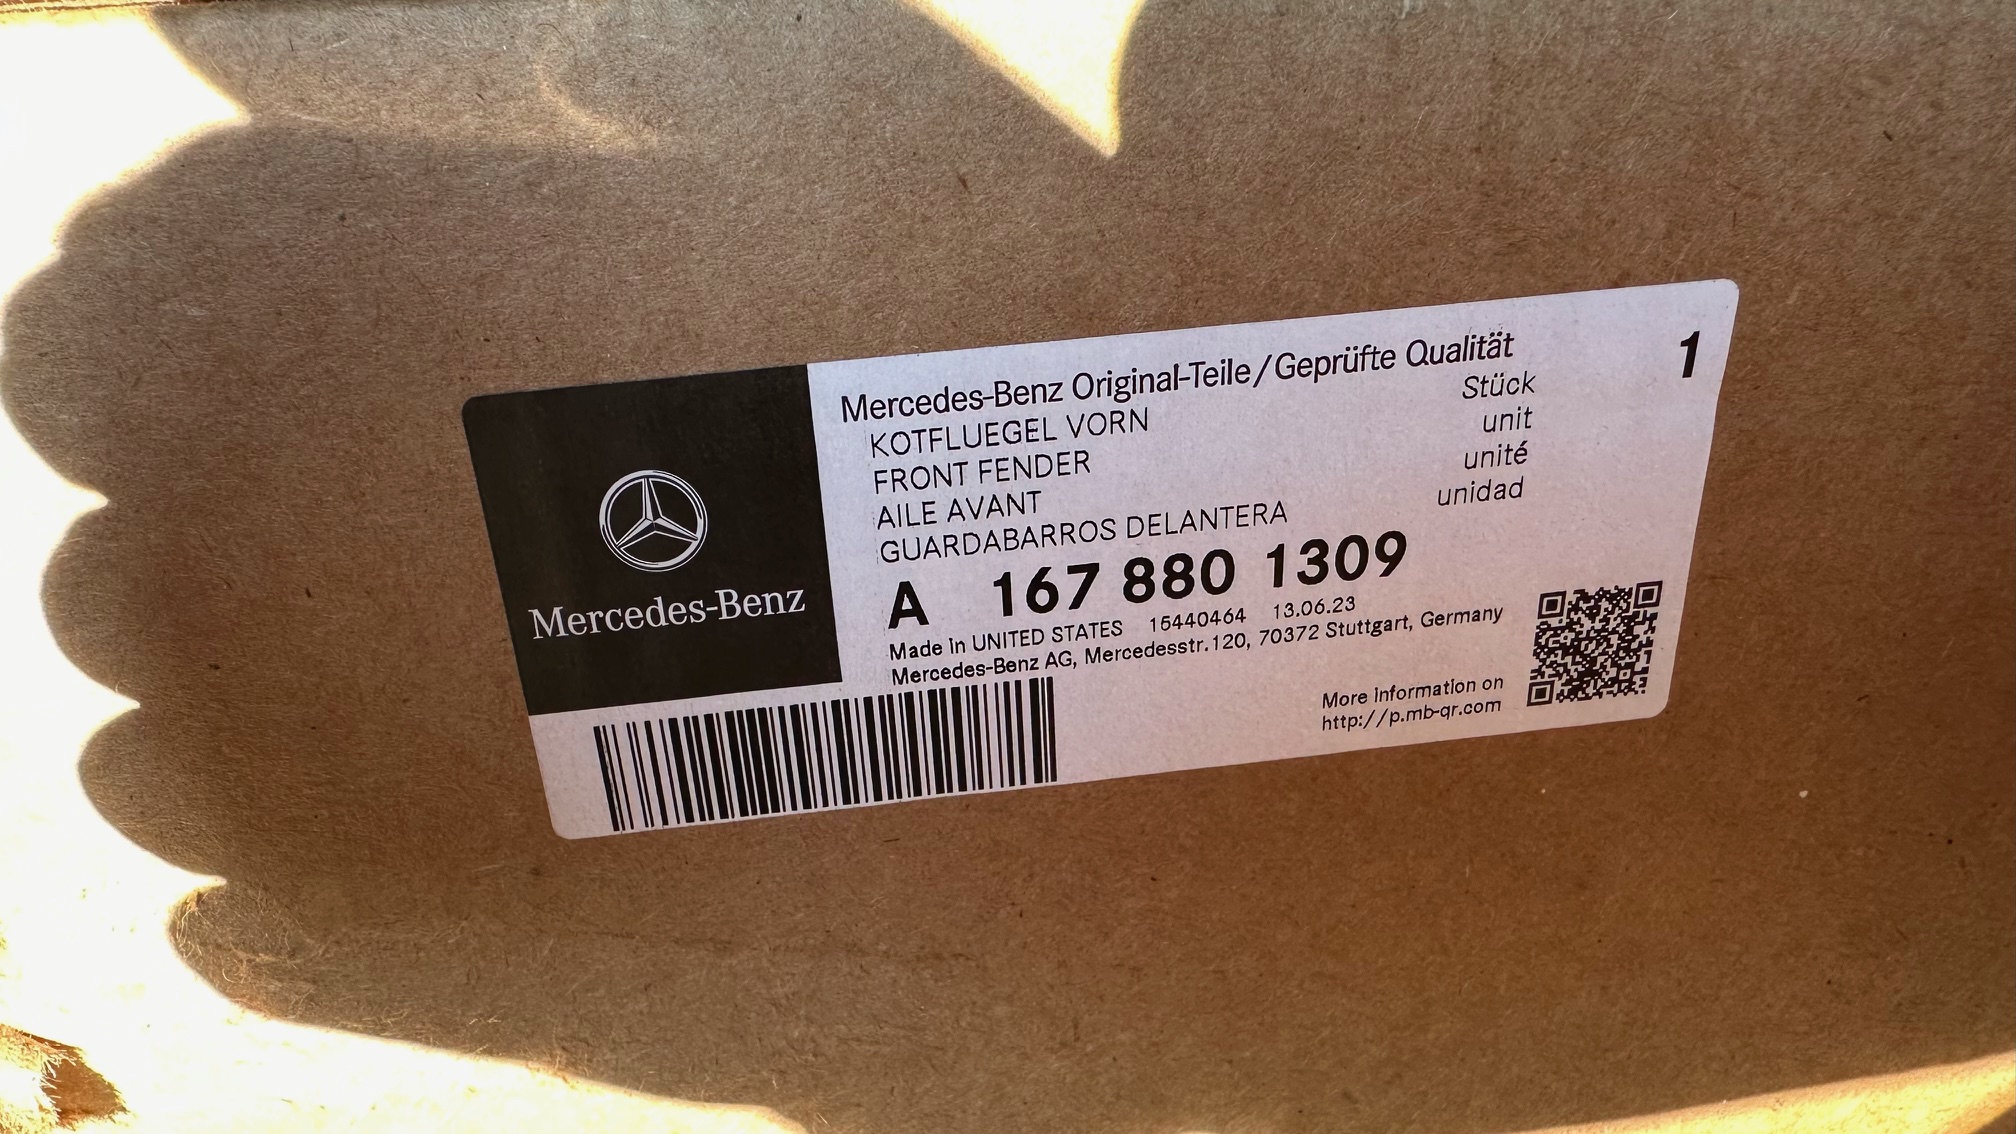 Mercedes-Benz
Mercedes-Benz Original-Teile/Geprüfte Qualität
1
KOTFLUEGEL VORN
Stück
FRONT FENDER
unit
AILE AVANT
unité
GUARDABARROS DELANTERA
unidad
A 167 880 1309
Made in UNITED STATES 15440464 13.06.23
Mercedes-Benz AG, Mercedesstr.120, 70372 Stuttgart, Germany
More information on
http://p.mb-qr.com